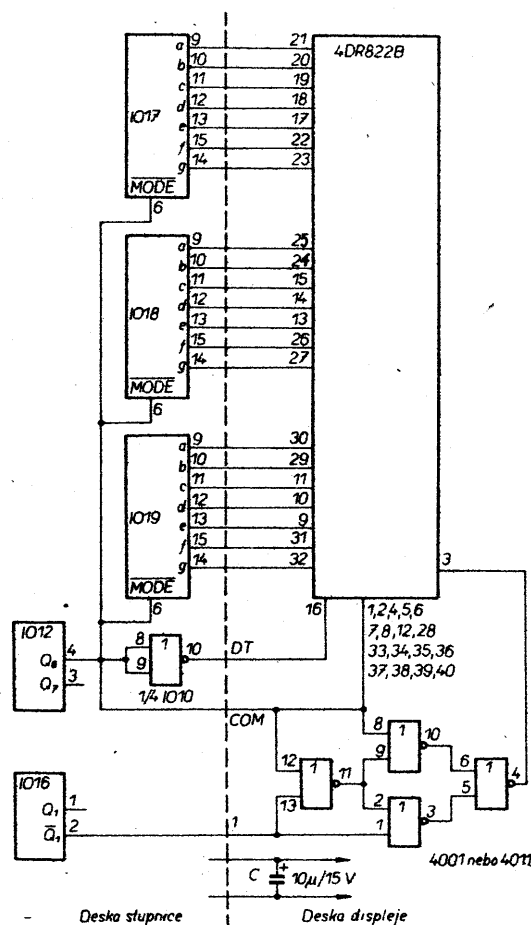 4DR822B
IO17
a 9 21
b 10 20
c 11 19
d 12 18
e 13 17
f 15 22
g 14 23
MODE
6
IO18
a 9 25
b 10 24
c 11 15
d 12 14
e 13 13
f 15 26
g 14 27
MODE
6
IO19
a 9 30
b 10 29
c 11 11
d 12 10
e 13 9
f 15 31
g 14 32
MODE
6
3
16
1,2,4,5,6
7,8,12,28
33,34,35,36
37,38,39,40
IO12
Q6 4
Q7 3
8
9
1
10
1/4 IO10
DT
COM
12
13
1
11
8
9
1
10
2
1
1
3
6
5
1
4
IO16
Q1 1
Q1 2
1
4001 nebo 4011
C
+
10µ/15 V
Deska stupnice
Deska displeje